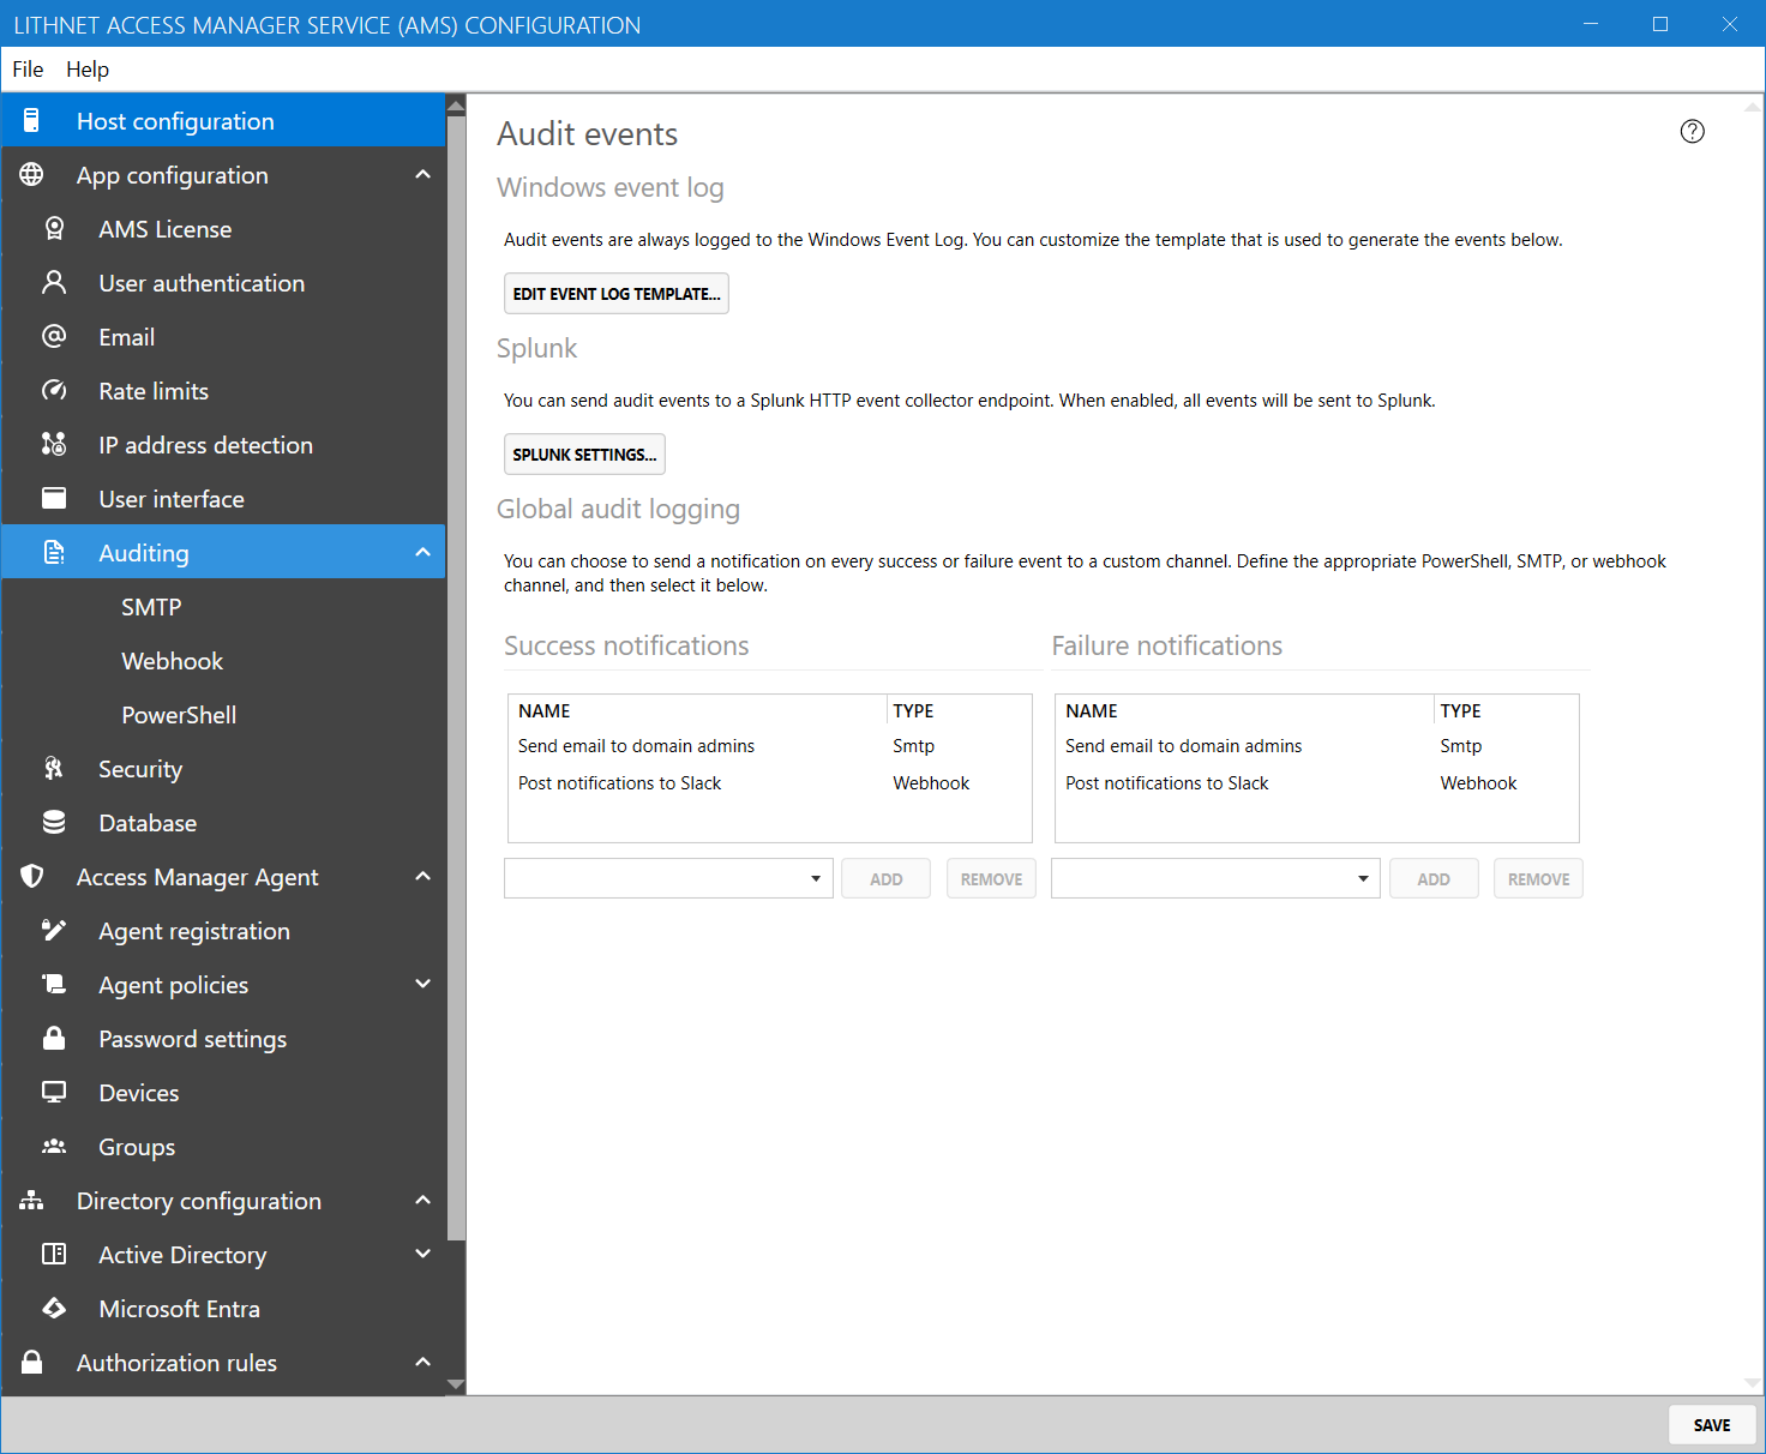 LITHNET ACCESS MANAGER SERVICE (AMS) CONFIGURATION
File Help
Host configuration
App configuration
AMS License
User authentication
Email
Rate limits
IP address detection
User interface
Auditing
SMTP
Webhook
PowerShell
Security
Database
Access Manager Agent
Agent registration
Agent policies
Password settings
Devices
Groups
Directory configuration
Active Directory
Microsoft Entra
Authorization rules
Audit events
Windows event log
Audit events are always logged to the Windows Event Log. You can customize the template that is used to generate the events below.
EDIT EVENT LOG TEMPLATE...
Splunk
You can send audit events to a Splunk HTTP event collector endpoint. When enabled, all events will be sent to Splunk.
SPLUNK SETTINGS...
Global audit logging
You can choose to send a notification on every success or failure event to a custom channel. Define the appropriate PowerShell, SMTP, or webhook
channel, and then select it below.
Success notifications
NAME TYPE
Send email to domain admins Smtp
Post notifications to Slack Webhook
ADD REMOVE
Failure notifications
NAME TYPE
Send email to domain admins Smtp
Post notifications to Slack Webhook
ADD REMOVE
SAVE